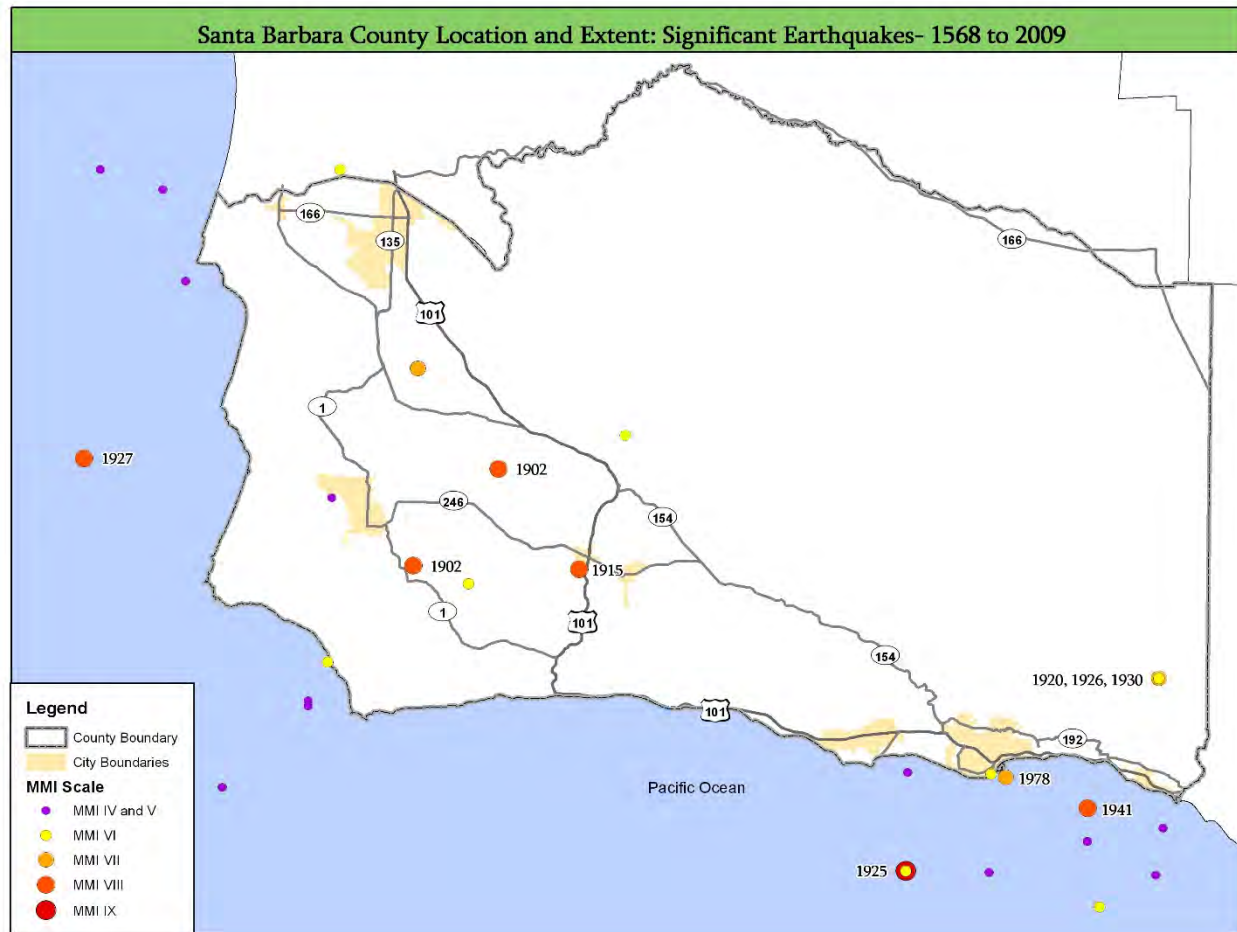 Santa Barbara County Location and Extent: Significant Earthquakes- 1568 to 2009
166
135
166
101
1
1927
1902
246
154
1902
1915
1
101
154
1920, 1926, 1930
101
192
1978
Pacific Ocean
1941
1925
Legend
County Boundary
City Boundaries
MMI Scale
MMI IV and V
MMI VI
MMI VII
MMI VIII
MMI IX